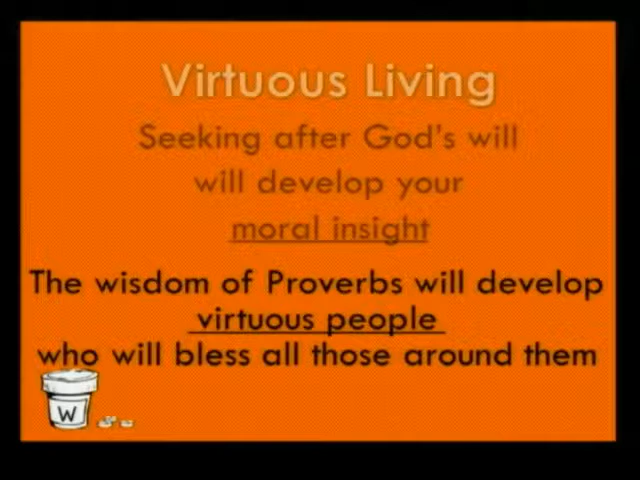 Virtuous Living
Seeking after God's will
will develop your
moral insight
The wisdom of Proverbs will develop
virtuous people
who will bless all those around them
W